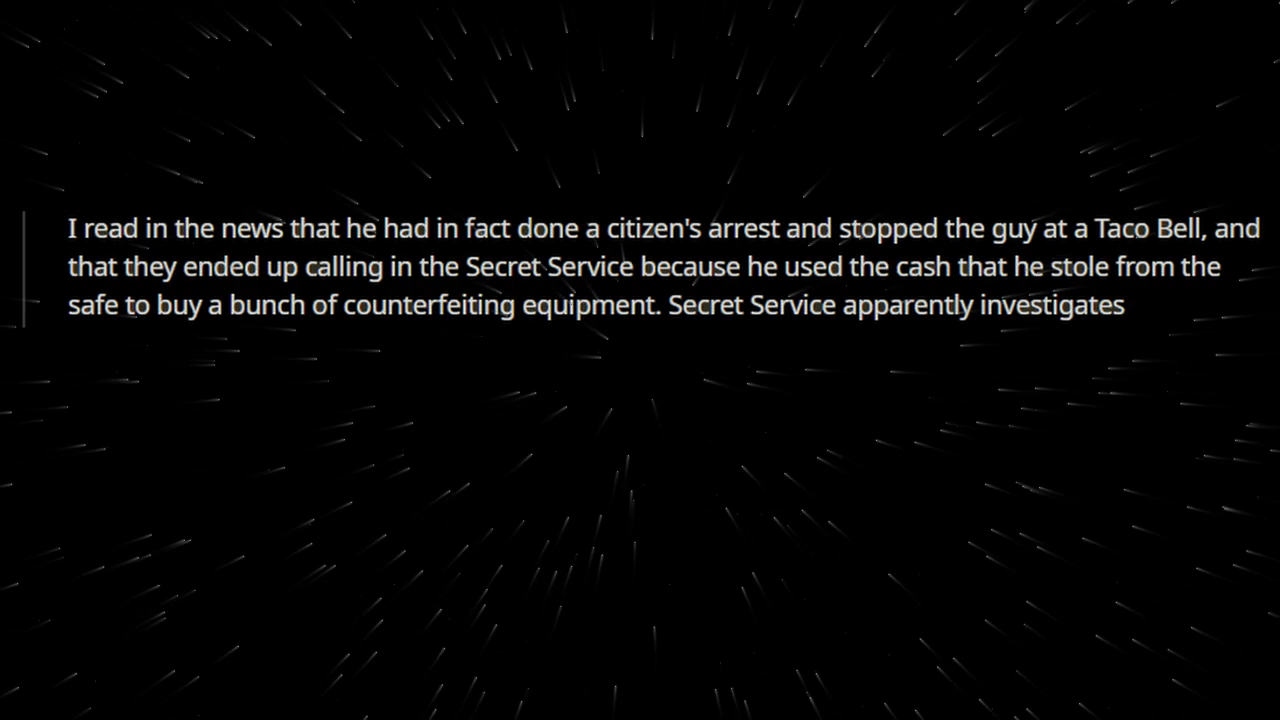 I read in the news that he had in fact done a citizen's arrest and stopped the guy at a Taco Bell, and
that they ended up calling in the Secret Service because he used the cash that he stole from the
safe to buy a bunch of counterfeiting equipment. Secret Service apparently investigates